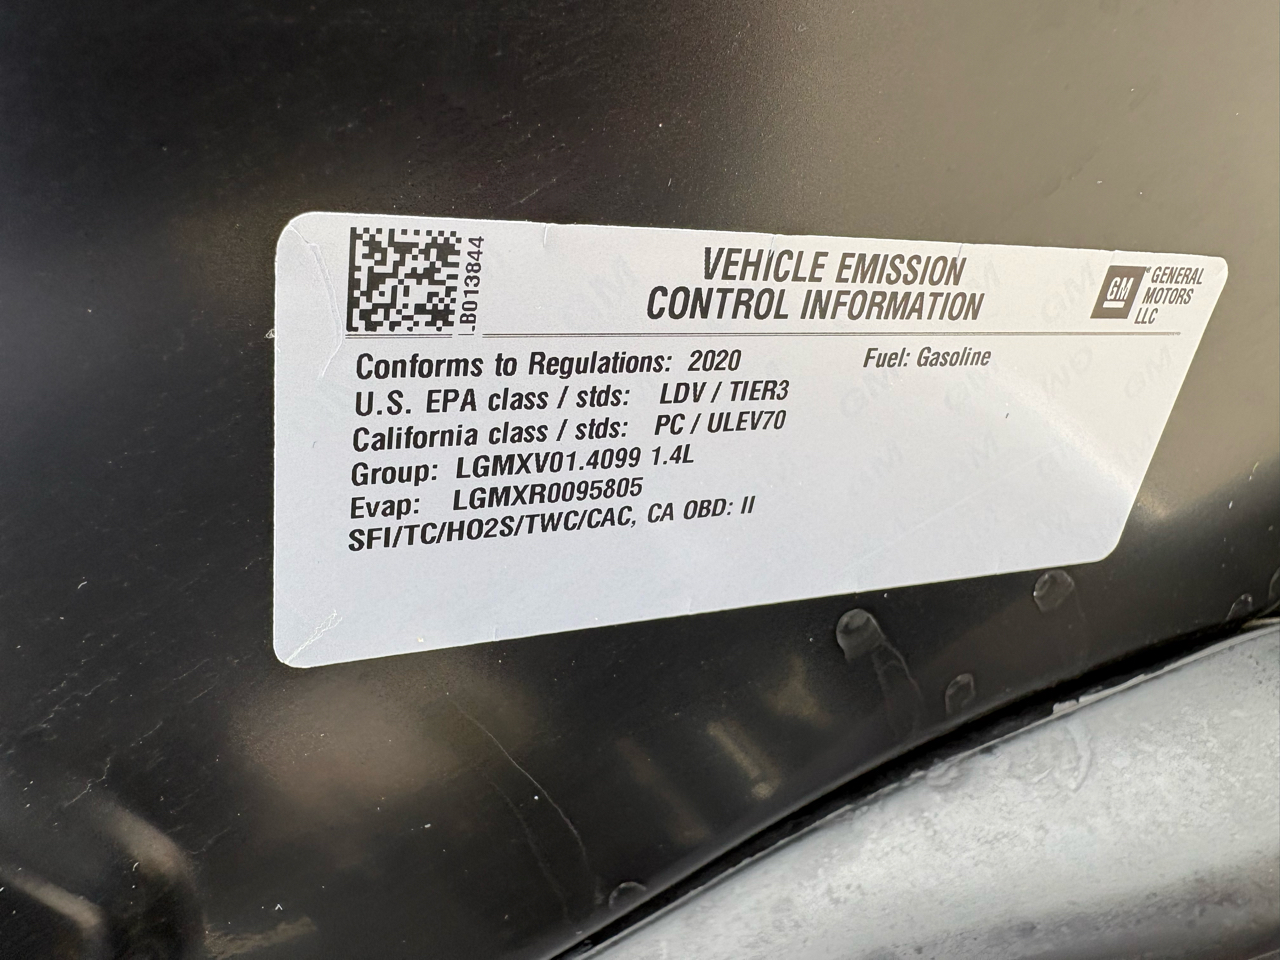 LB013844
VEHICLE EMISSION
CONTROL INFORMATION
GM
GENERAL
MOTORS
LLC
Conforms to Regulations: 2020 Fuel: Gasoline
U.S. EPA class / stds: LDV / TIER3
California class / stds: PC / ULEV70
Group: LGMXV01.4099 1.4L
Evap: LGMXR0095805
SFI/TC/HO2S/TWC/CAC, CA OBD: II